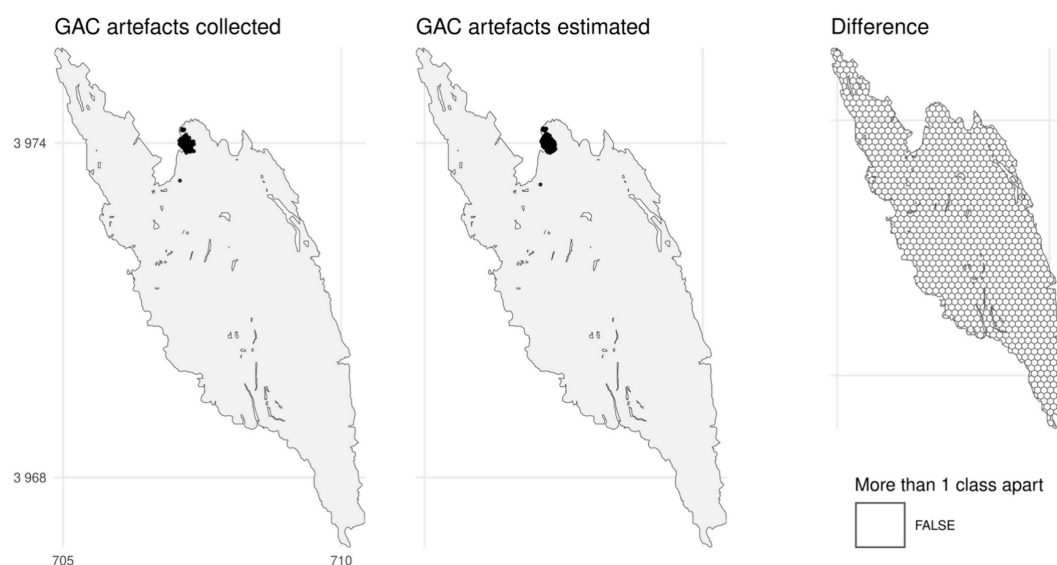 GAC artefacts collected
GAC artefacts estimated
Difference
3 974
3 968
705
710
More than 1 class apart
FALSE